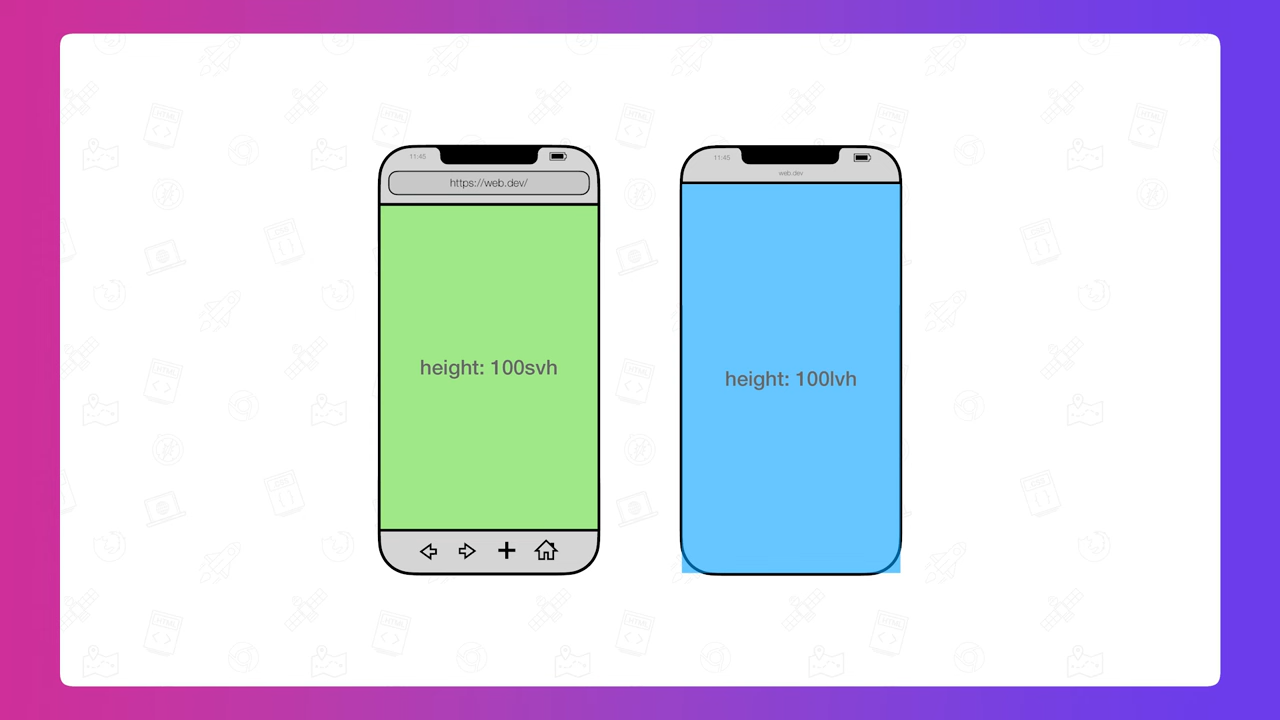 11:45
https://web.dev/
height: 100svh
11:45
web.dev
height: 100lvh